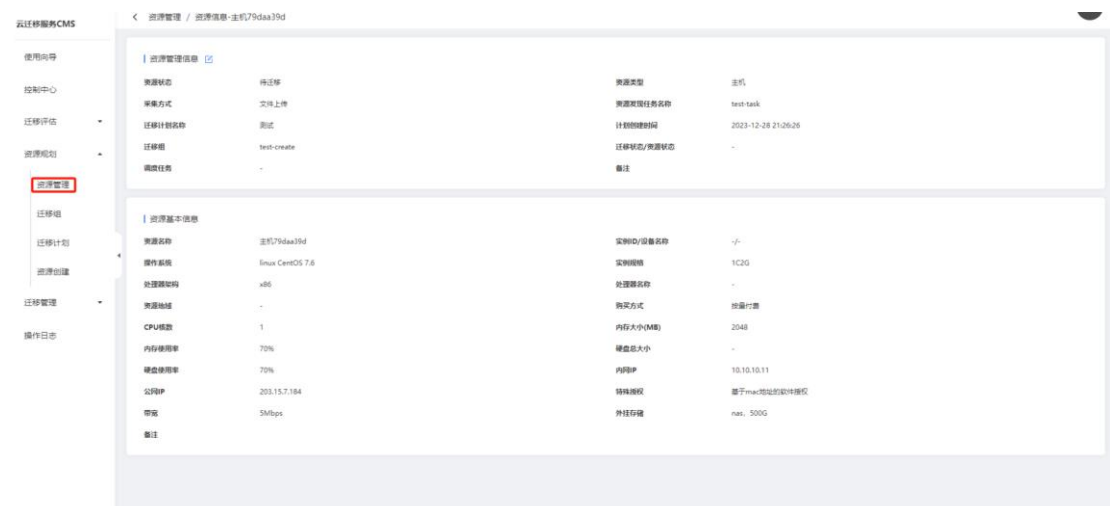 云迁移服务CMS
资源管理 / 资源信息-主机79daa39d
使用向导
控制中心
迁移评估
资源规划
资源管理
迁移组
迁移计划
资源创建
迁移管理
操作日志
资源管理信息
资源状态 待迁移 资源类型 主机
采集方式 文件上传 资源发现任务名称 test-task
迁移计划名称 测试 计划创建时间 2023-12-28 21:26:26
迁移组 test-create 迁移状态/资源状态 -
调度任务 - 备注
资源基本信息
资源名称 主机79daa39d 实例ID/设备名称 -/-
操作系统 linux CentOS 7.6 实例规格 1C2G
处理器架构 x86 处理器名称 -
资源地域 - 购买方式 按量付费
CPU核数 1 内存大小(MB) 2048
内存使用率 70% 硬盘总大小 -
硬盘使用率 70% 内网IP 10.10.10.11
公网IP 203.15.7.184 特殊授权 基于mac地址的软件授权
带宽 5Mbps 外挂存储 nas，500G
备注